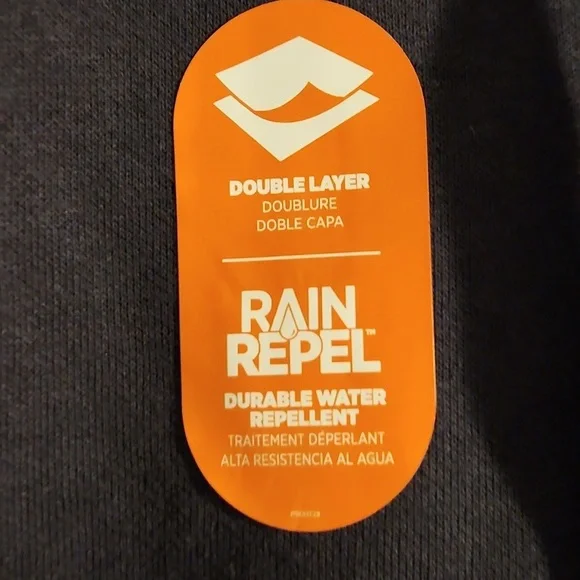 DOUBLE LAYER
DOUBLURE
DOBLE CAPA
RAIN
REPEL™
DURABLE WATER
REPELLENT
TRAITEMENT DÉPERLANT
ALTA RESISTENCIA AL AGUA